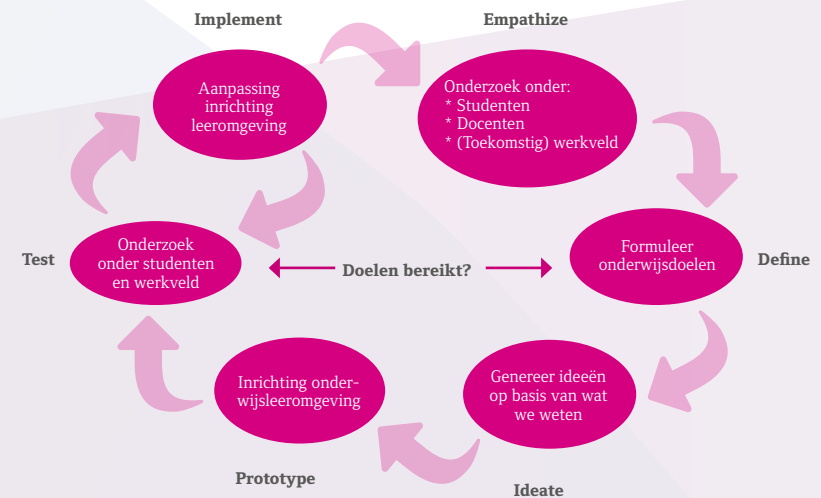 Implement
Aanpassing
inrichting
leeromgeving
Empathize
Onderzoek onder:
* Studenten
* Docenten
* (Toekomstig) werkveld
Formuleer
onderwijsdoelen
Define
Genereer ideeën
op basis van wat
we weten
Ideate
Inrichting onder-
wijsleeromgeving
Prototype
Test
Onderzoek
onder studenten
en werkveld
Doelen bereikt?